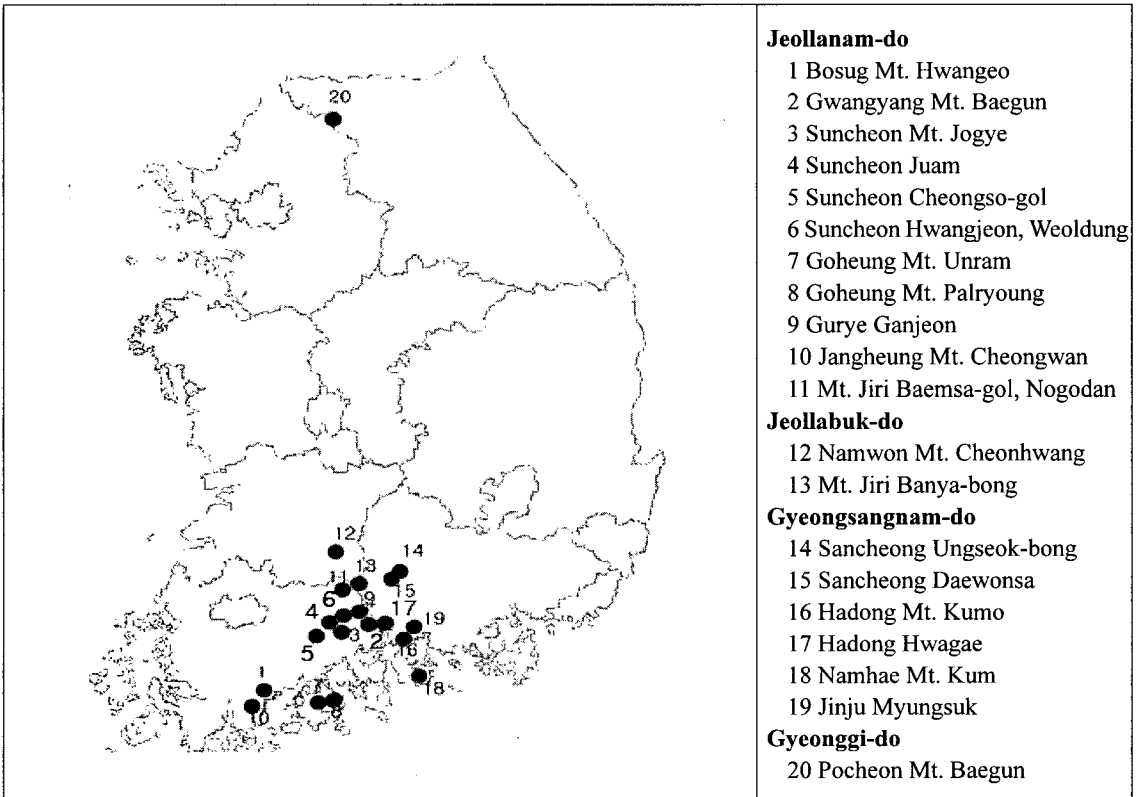 20
12
14
13
11
15
6
9
4
17
19
3
2
5
16
18
1
10
8
Jeollanam-do
1 Bosug Mt. Hwangeo
2 Gwangyang Mt. Baegun
3 Suncheon Mt. Jogye
4 Suncheon Juam
5 Suncheon Cheongso-gol
6 Suncheon Hwangjeon, Weoldung
7 Goheung Mt. Unram
8 Goheung Mt. Palryoung
9 Gurye Ganjeon
10 Jangheung Mt. Cheongwan
11 Mt. Jiri Baemsa-gol, Nogodan
Jeollabuk-do
12 Namwon Mt. Cheonhwang
13 Mt. Jiri Banya-bong
Gyeongsangnam-do
14 Sancheong Ungseok-bong
15 Sancheong Daewonsa
16 Hadong Mt. Kumo
17 Hadong Hwagae
18 Namhae Mt. Kum
19 Jinju Myungsuk
Gyeonggi-do
20 Pocheon Mt. Baegun